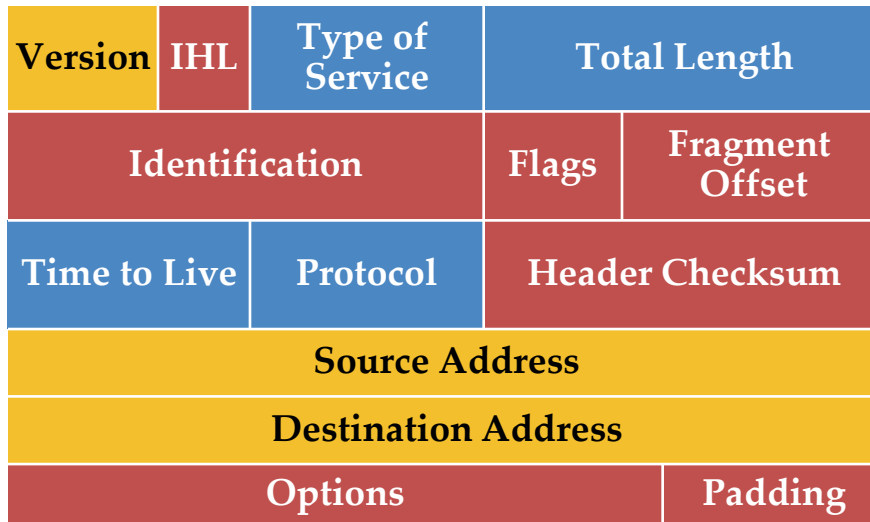 Version IHL Type of Service Total Length
Identification Flags Fragment Offset
Time to Live Protocol Header Checksum
Source Address
Destination Address
Options Padding